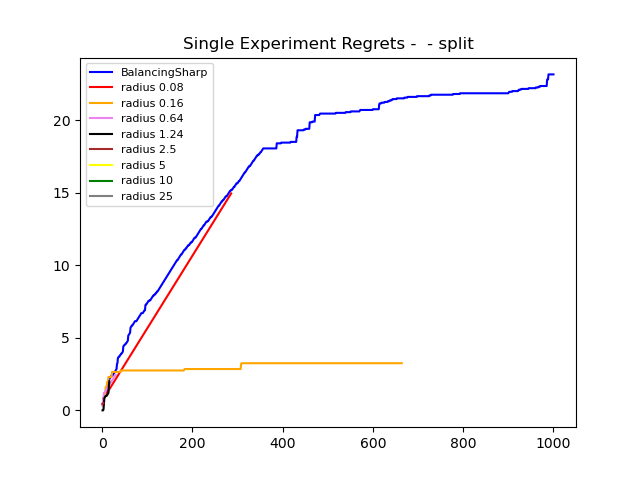 Single Experiment Regrets -  - split
BalancingSharp
radius 0.08
radius 0.16
radius 0.64
radius 1.24
radius 2.5
radius 5
radius 10
radius 25
20
15
10
5
0
0 200 400 600 800 1000